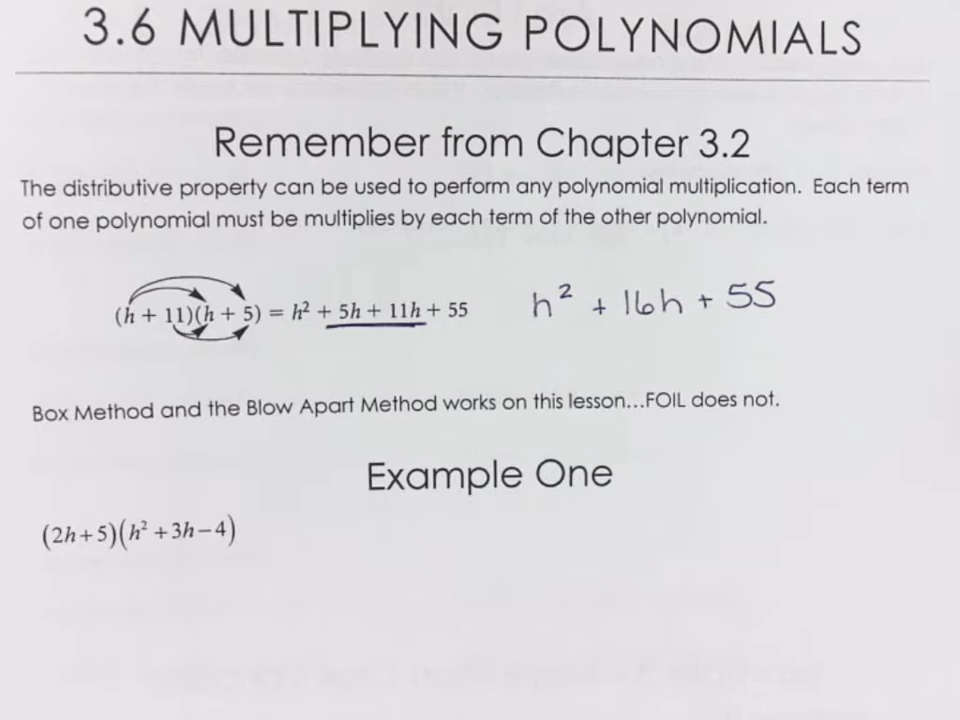 3.6 MULTIPLYING POLYNOMIALS
Remember from Chapter 3.2
The distributive property can be used to perform any polynomial multiplication. Each term
of one polynomial must be multiplies by each term of the other polynomial.
(h + 11)(h + 5) = h² + 5h + 11h + 55 h² + 16h + 55
Box Method and the Blow Apart Method works on this lesson...FOIL does not.
Example One
(2h+5)(h²+3h−4)